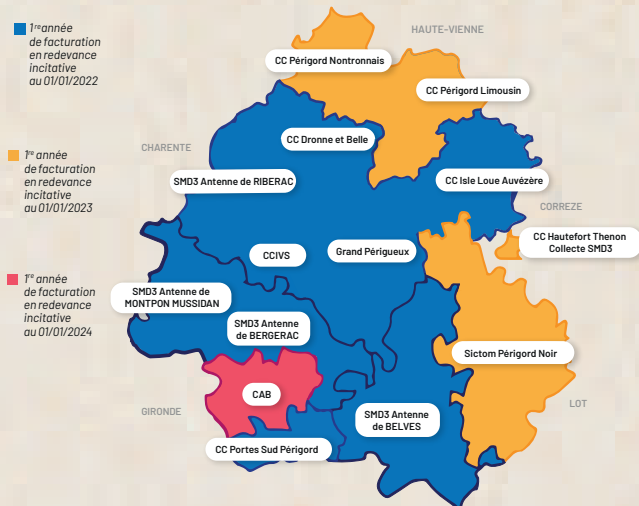 1re année
de facturation
en redevance
incitative
au 01/01/2022
1re année
de facturation
en redevance
incitative
au 01/01/2023
1re année
de facturation
en redevance
incitative
au 01/01/2024
HAUTE-VIENNE
CC Périgord Nontronnais
CC Périgord Limousin
CC Dronne et Belle
CHARENTE
SMD3 Antenne de RIBERAC
CC Isle Loue Auvézère
CORREZE
CC Hautefort Thenon
Collecte SMD3
CCIVS
Grand Périgueux
SMD3 Antenne de
MONTPON MUSSIDAN
SMD3 Antenne
de BERGERAC
Sictom Périgord Noir
CAB
GIRONDE
LOT
SMD3 Antenne
de BELVES
CC Portes Sud Périgord